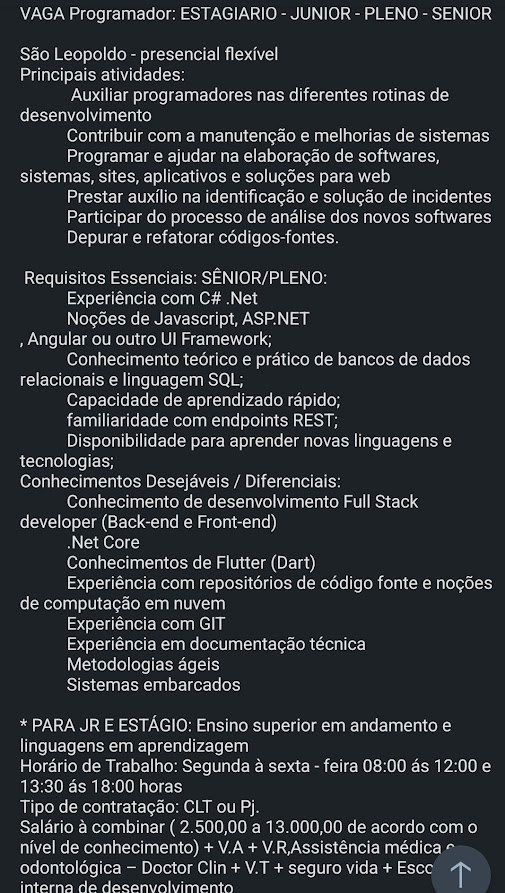 VAGA Programador: ESTAGIARIO - JUNIOR - PLENO - SENIOR
São Leopoldo - presencial flexível
Principais atividades:
Auxiliar programadores nas diferentes rotinas de
desenvolvimento
Contribuir com a manutenção e melhorias de sistemas
Programar e ajudar na elaboração de softwares,
sistemas, sites, aplicativos e soluções para web
Prestar auxílio na identificação e solução de incidentes
Participar do processo de análise dos novos softwares
Depurar e refatorar códigos-fontes.
Requisitos Essenciais: SÊNIOR/PLENO:
Experiência com C# .Net
Noções de Javascript, ASP.NET
, Angular ou outro UI Framework;
Conhecimento teórico e prático de bancos de dados
relacionais e linguagem SQL;
Capacidade de aprendizado rápido;
familiaridade com endpoints REST;
Disponibilidade para aprender novas linguagens e
tecnologias;
Conhecimentos Desejáveis / Diferenciais:
Conhecimento de desenvolvimento Full Stack
developer (Back-end e Front-end)
.Net Core
Conhecimentos de Flutter (Dart)
Experiência com repositórios de código fonte e noções
de computação em nuvem
Experiência com GIT
Experiência em documentação técnica
Metodologias ágeis
Sistemas embarcados
* PARA JR E ESTÁGIO: Ensino superior em andamento e
linguagens em aprendizagem
Horário de Trabalho: Segunda à sexta - feira 08:00 ás 12:00 e
13:30 ás 18:00 horas
Tipo de contratação: CLT ou Pj.
Salário à combinar ( 2.500,00 a 13.000,00 de acordo com o
nível de conhecimento) + V.A + V.R,Assistência médica e
odontológica – Doctor Clin + V.T + seguro vida +
interna de desenvolvimento